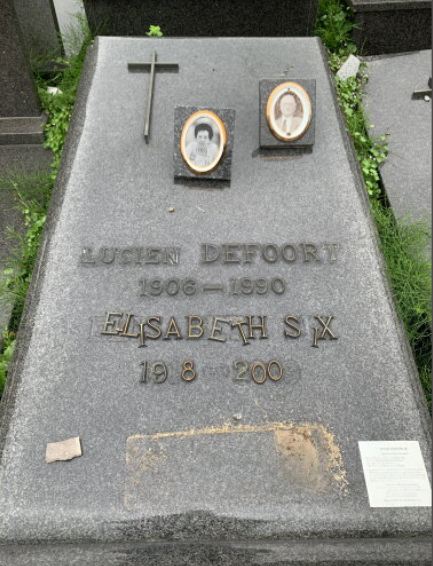 LUCIEN DEFOORT
1906 — 1990
ELISABETH SIX
19 8 200